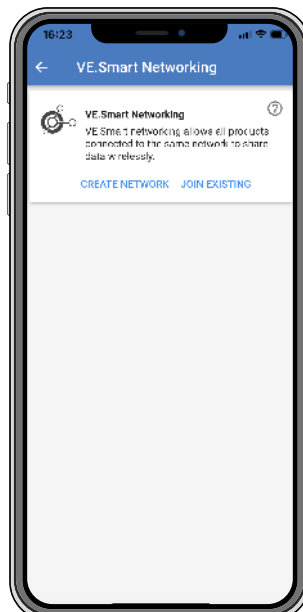 16:23
VE.Smart Networking
VE.Smart Networking
VE.Smart networking allows all products
connected to the same network to share
data wirelessly.
CREATE NETWORK JOIN EXISTING